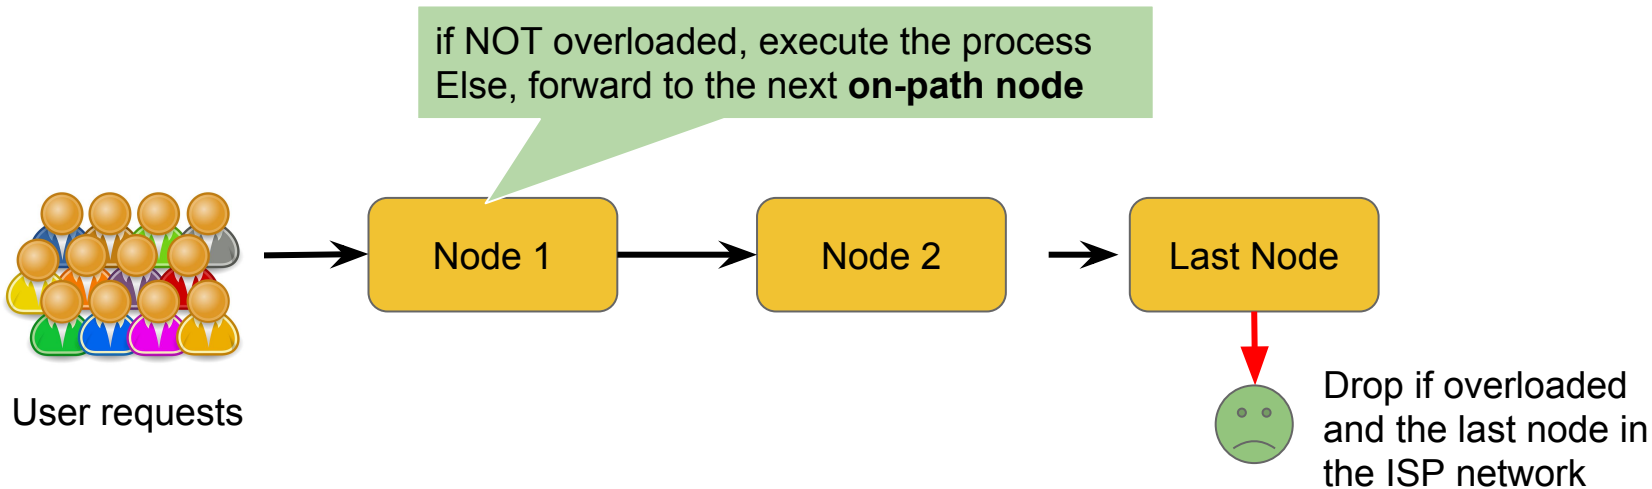 if NOT overloaded, execute the process
Else, forward to the next on-path node
Node 1
Node 2
Last Node
User requests
Drop if overloaded
and the last node in
the ISP network